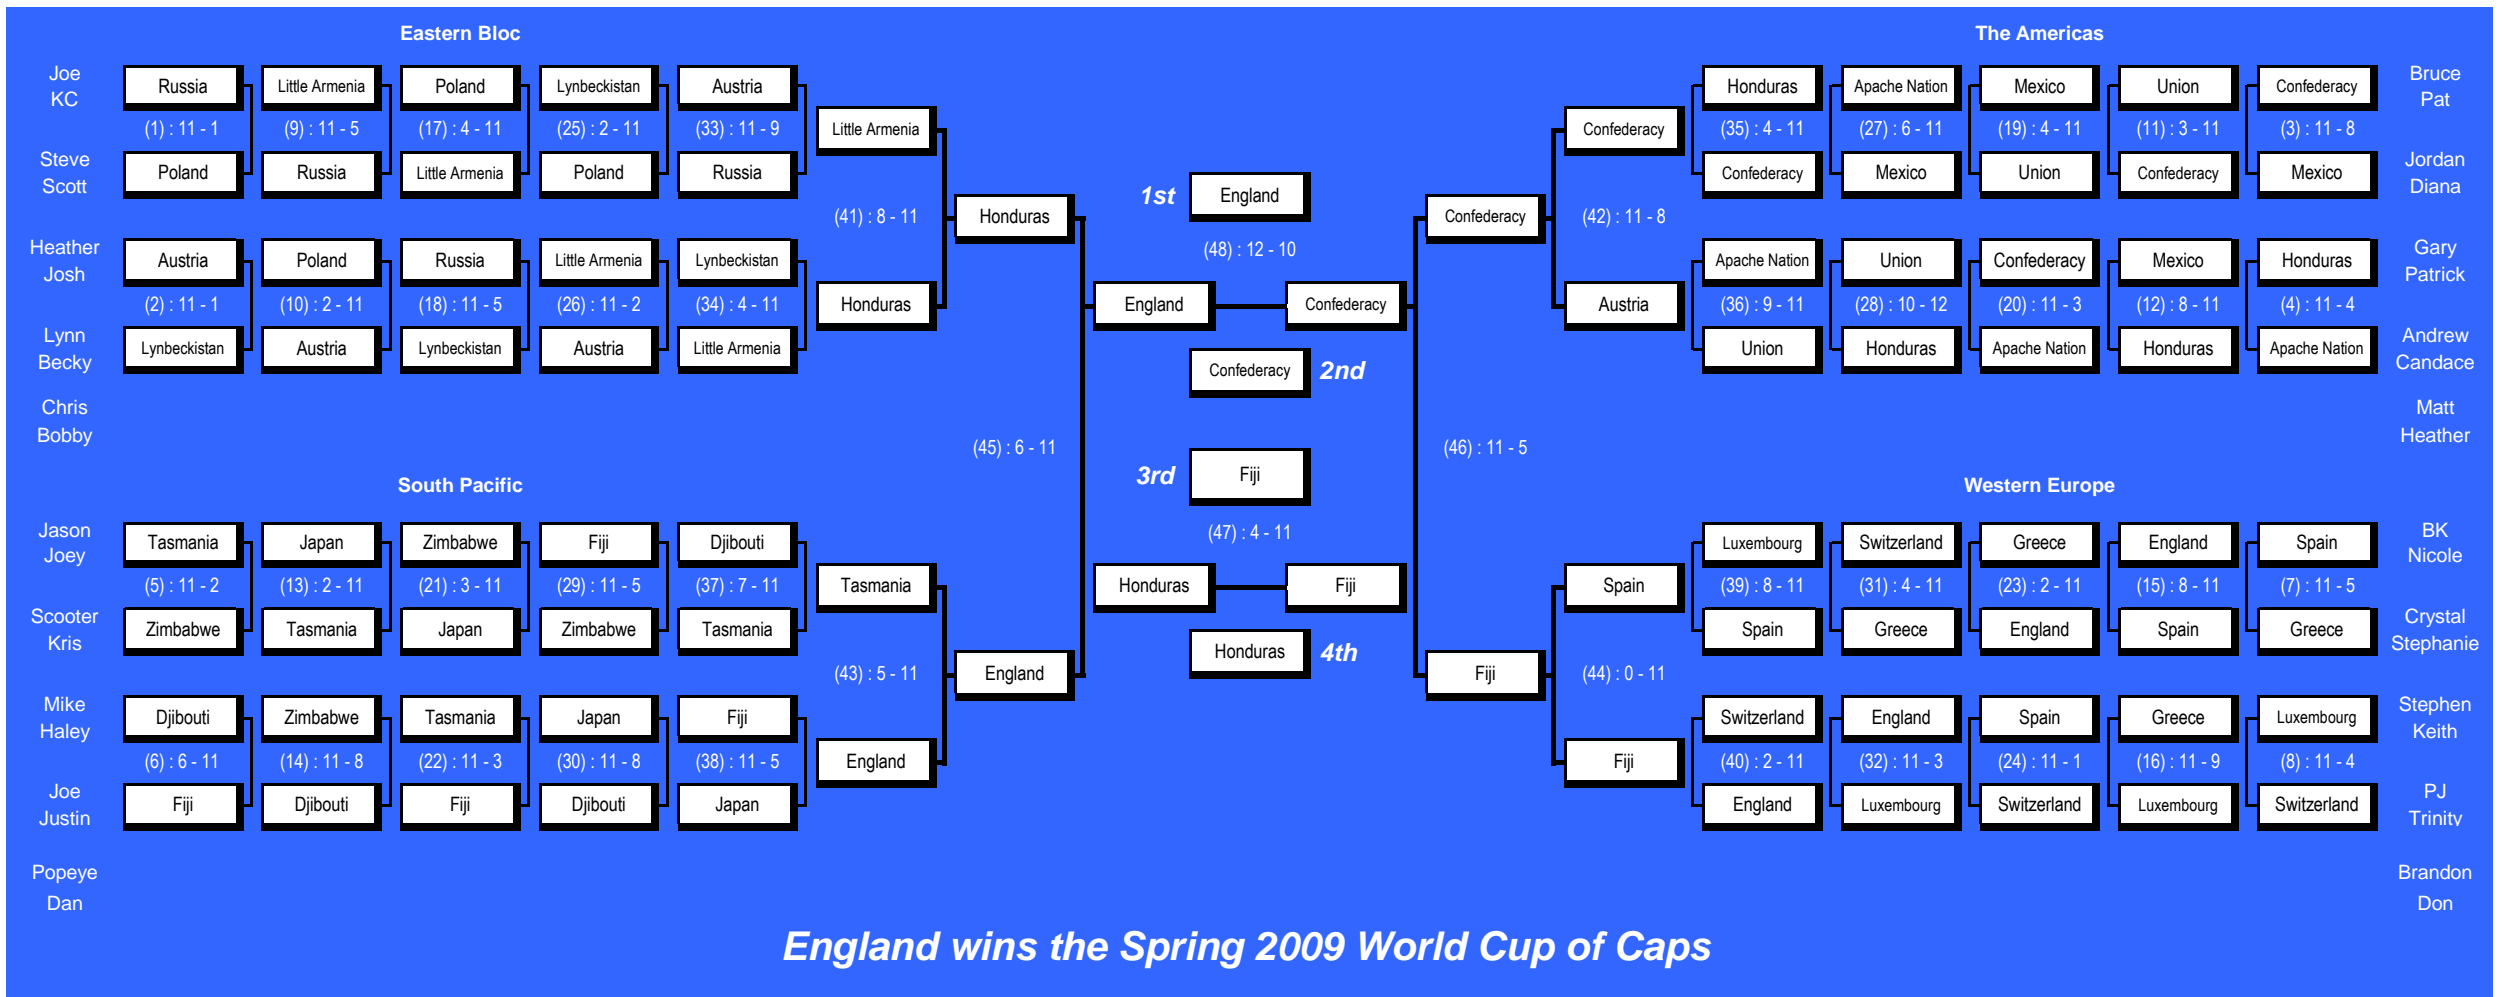 Eastern Bloc
Joe
KC
Russia
Little Armenia
Poland
Lynbeckistan
Austria
(1) : 11 - 1
(9) : 11 - 5
(17) : 4 - 11
(25) : 2 - 11
(33) : 11 - 9
Steve
Scott
Poland
Russia
Little Armenia
Poland
Russia
Heather
Josh
Austria
Poland
Russia
Little Armenia
Lynbeckistan
(2) : 11 - 1
(10) : 2 - 11
(18) : 11 - 5
(26) : 11 - 2
(34) : 4 - 11
Lynn
Becky
Lynbeckistan
Austria
Lynbeckistan
Austria
Little Armenia
Chris
Bobby
Little Armenia
(41) : 8 - 11
Honduras
Honduras
South Pacific
Jason
Joey
Tasmania
Japan
Zimbabwe
Fiji
Djibouti
(5) : 11 - 2
(13) : 2 - 11
(21) : 3 - 11
(29) : 11 - 5
(37) : 7 - 11
Scooter
Kris
Zimbabwe
Tasmania
Japan
Zimbabwe
Tasmania
Mike
Haley
Djibouti
Zimbabwe
Tasmania
Japan
Fiji
(6) : 6 - 11
(14) : 11 - 8
(22) : 11 - 3
(30) : 11 - 8
(38) : 11 - 5
Joe
Justin
Fiji
Djibouti
Fiji
Djibouti
Japan
Popeye
Dan
Tasmania
(43) : 5 - 11
England
England
(45) : 6 - 11
1st
England
(48) : 12 - 10
England
Confederacy
Confederacy
2nd
3rd
Fiji
(47) : 4 - 11
Honduras
Fiji
Honduras
4th
The Americas
Honduras
Apache Nation
Mexico
Union
Confederacy
Bruce
Pat
(35) : 4 - 11
(27) : 6 - 11
(19) : 4 - 11
(11) : 3 - 11
(3) : 11 - 8
Confederacy
Mexico
Union
Confederacy
Mexico
Jordan
Diana
Apache Nation
Union
Confederacy
Mexico
Honduras
Gary
Patrick
(36) : 9 - 11
(28) : 10 - 12
(20) : 11 - 3
(12) : 8 - 11
(4) : 11 - 4
Union
Honduras
Apache Nation
Honduras
Apache Nation
Andrew
Candace
Matt
Heather
Confederacy
Confederacy
(42) : 11 - 8
Austria
(46) : 11 - 5
Western Europe
Luxembourg
Switzerland
Greece
England
Spain
BK
Nicole
(39) : 8 - 11
(31) : 4 - 11
(23) : 2 - 11
(15) : 8 - 11
(7) : 11 - 5
Spain
Greece
England
Spain
Greece
Crystal
Stephanie
Switzerland
England
Spain
Greece
Luxembourg
Stephen
Keith
(40) : 2 - 11
(32) : 11 - 3
(24) : 11 - 1
(16) : 11 - 9
(8) : 11 - 4
England
Luxembourg
Switzerland
Luxembourg
Switzerland
PJ
Trinity
Brandon
Don
Spain
Fiji
(44) : 0 - 11
Fiji
England wins the Spring 2009 World Cup of Caps